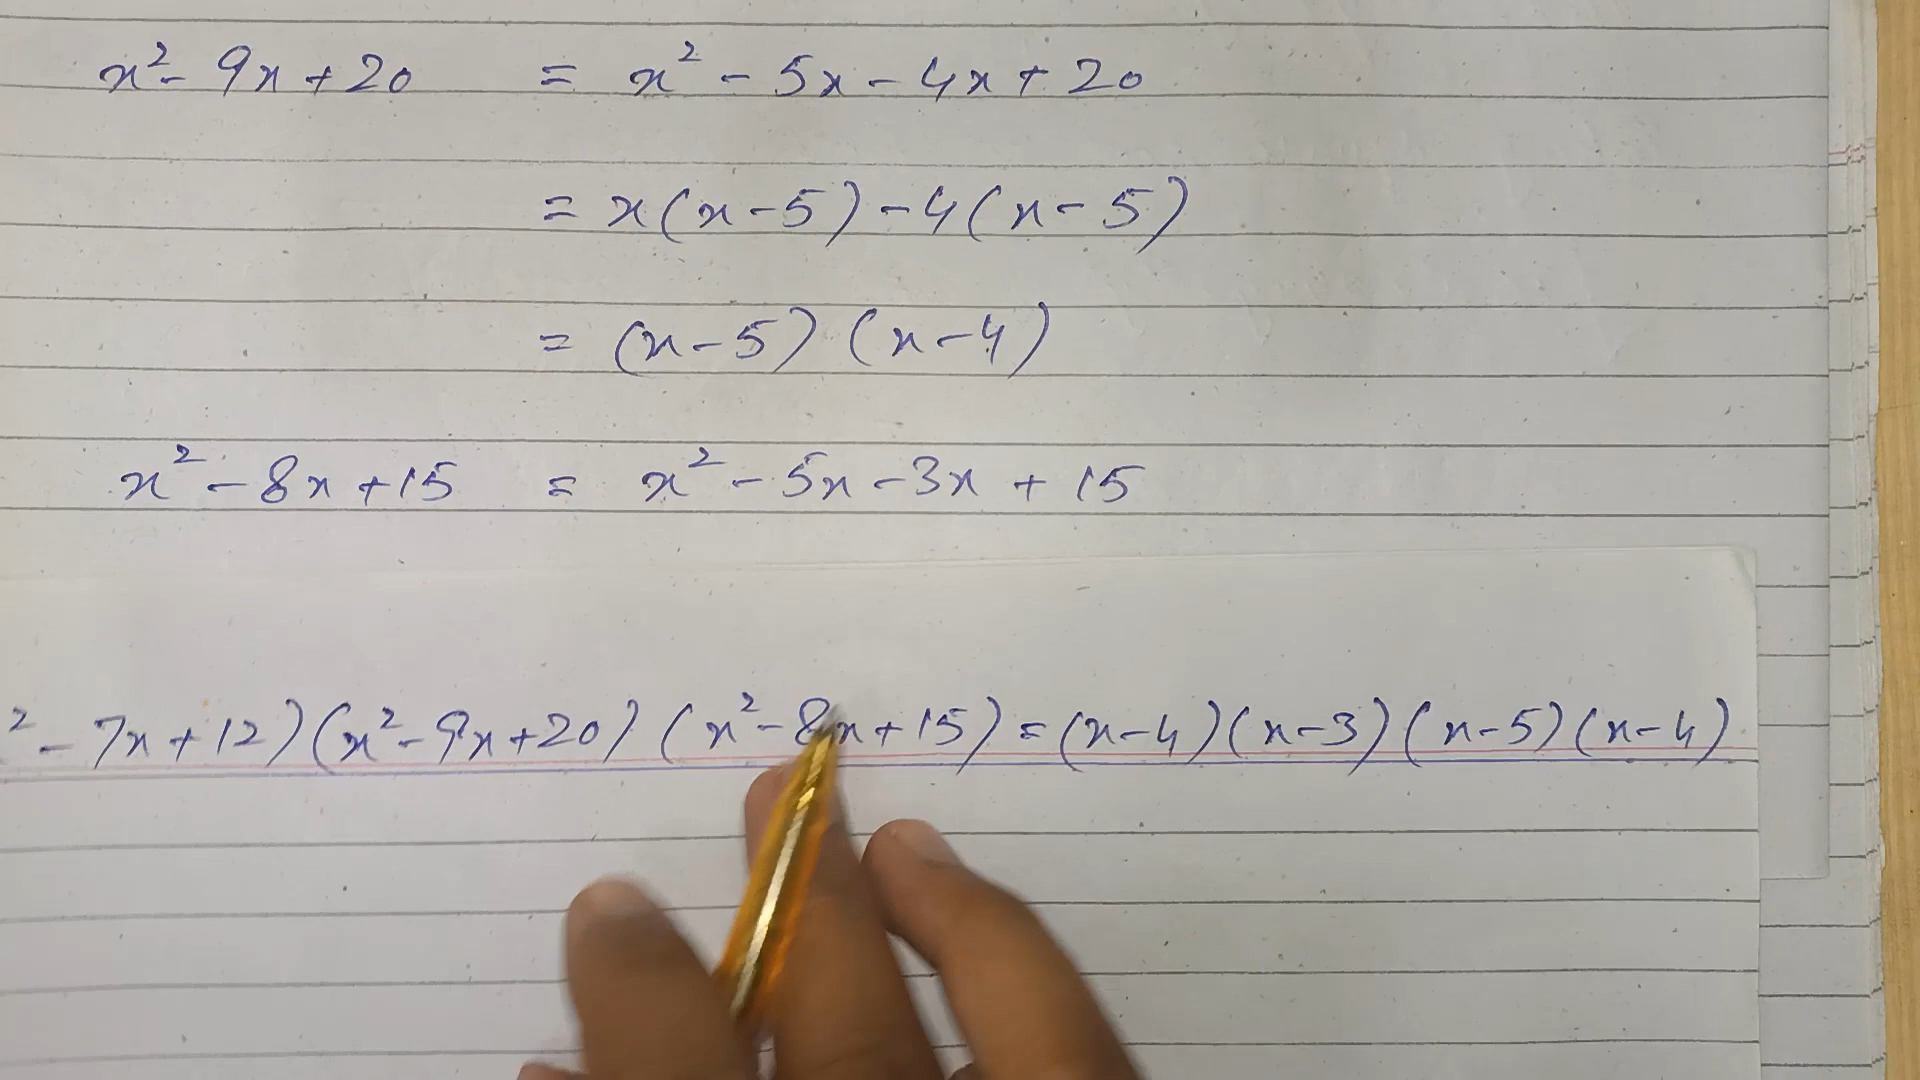 x² - 9x + 20 = x² - 5x - 4x + 20
= x(x - 5) - 4(x - 5)
= (x - 5) (x - 4)
x² - 8x + 15 = x² - 5x - 3x + 15
² - 7x + 12)(x² - 9x + 20)(x² - 8x + 15) = (x - 4)(x - 3)(x - 5)(x - 4)